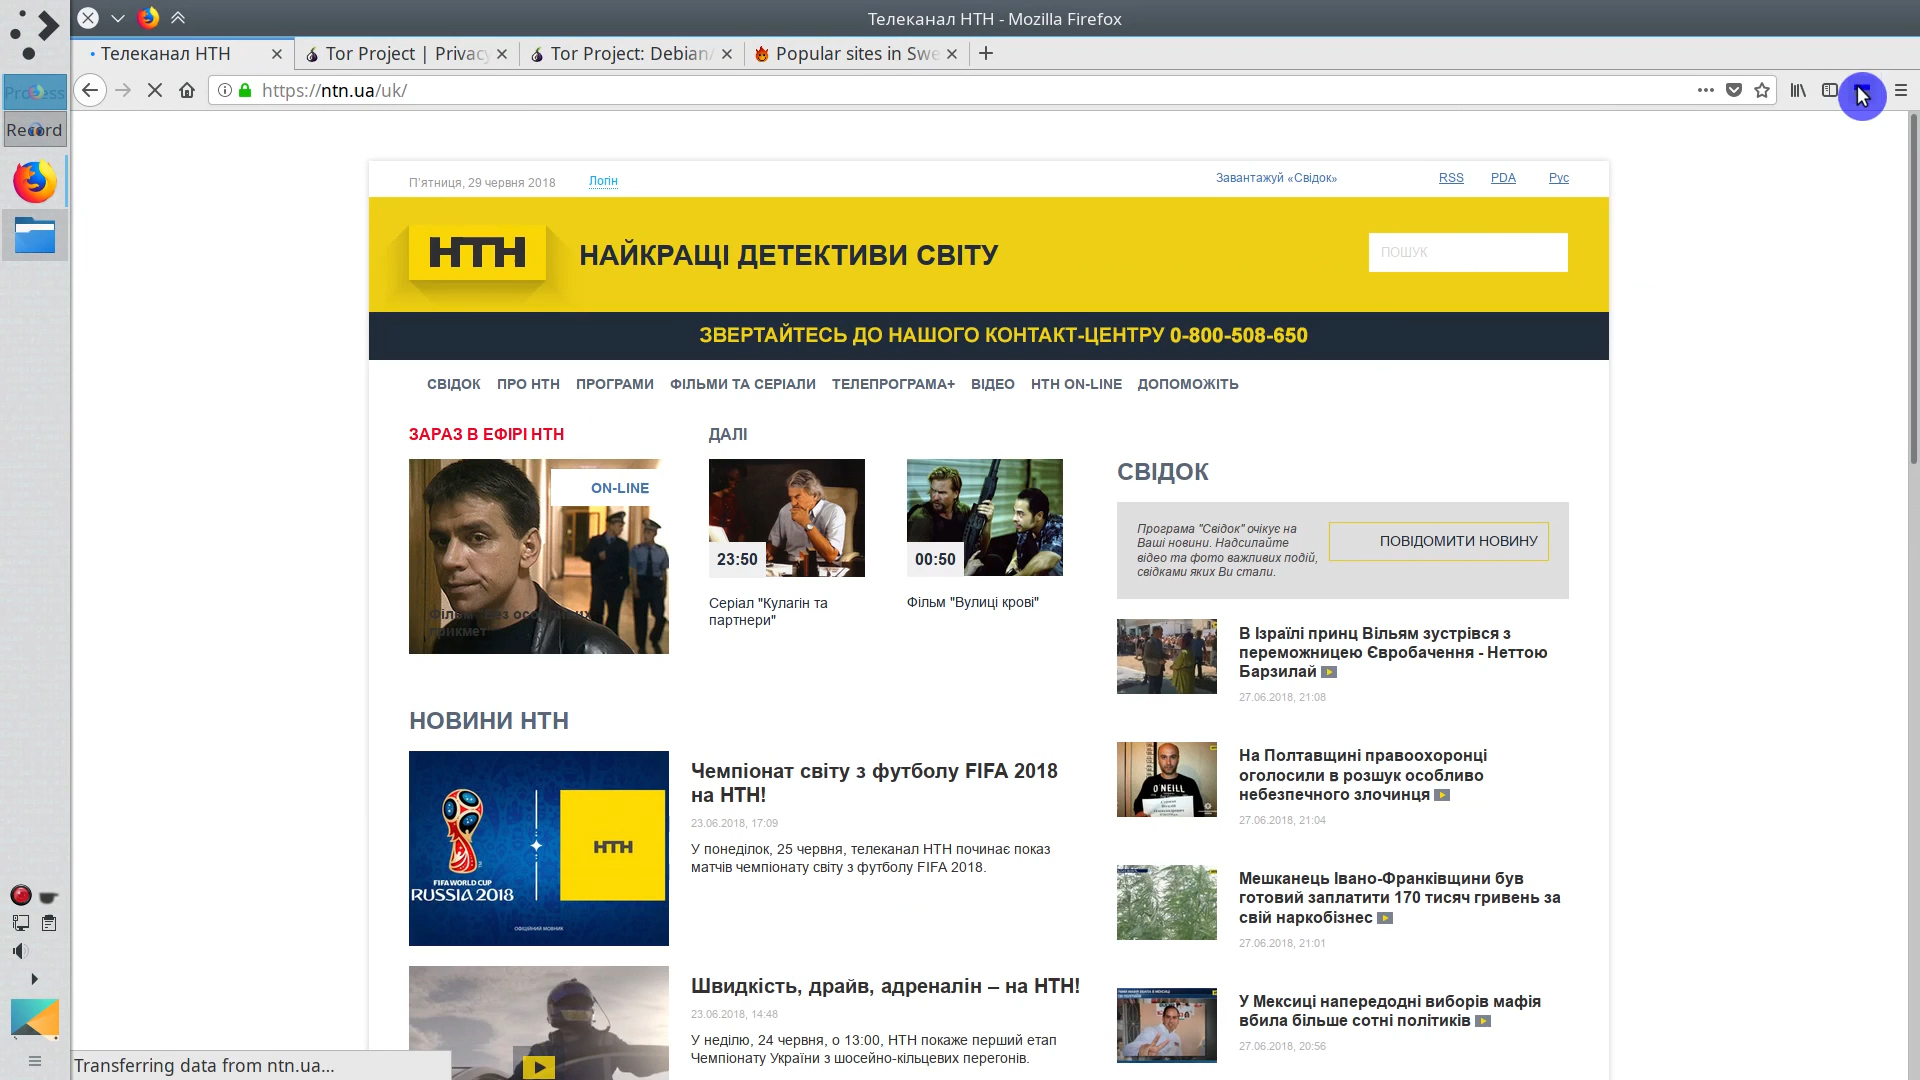 Телеканал НТН - Mozilla Firefox
Телеканал НТН
Tor Project | Privacy
Tor Project: Debian/
Popular sites in Swe
https://ntn.ua/uk/
Record
П'ятниця, 29 червня 2018
Логін
Завантажуй «Свідок»
RSS
PDA
Рус
НТН
НАЙКРАЩІ ДЕТЕКТИВИ СВІТУ
ПОШУК
ЗВЕРТАЙТЕСЬ ДО НАШОГО КОНТАКТ-ЦЕНТРУ 0-800-508-650
СВІДОК ПРО НТН ПРОГРАМИ ФІЛЬМИ ТА СЕРІАЛИ ТЕЛЕПРОГРАМА+ ВІДЕО НТН ON-LINE ДОПОМОЖІТЬ
ЗАРАЗ В ЕФІРІ НТН
ON-LINE
прикмет"
ДАЛІ
23:50
Серіал "Кулагін та
партнери"
00:50
Фільм "Вулиці крові"
СВІДОК
Програма "Свідок" очікує на
Ваші новини. Надсилайте
відео та фото важливих подій,
свідками яких Ви стали.
ПОВІДОМИТИ НОВИНУ
В Ізраїлі принц Вільям зустрівся з
переможницею Євробачення - Неттою
Барзилай
27.06.2018, 21:08
На Полтавщині правоохоронці
оголосили в розшук особливо
небезпечного злочинця
27.06.2018, 21:04
O'NEILL
Мешканець Івано-Франківщини був
готовий заплатити 170 тисяч гривень за
свій наркобізнес
27.06.2018, 21:01
У Мексиці напередодні виборів мафія
вбила більше сотні політиків
27.06.2018, 20:56
НОВИНИ НТН
FIFA WORLD CUP
RUSSIA 2018
НТН
ОФІЦІЙНИЙ МОВНИК
Чемпіонат світу з футболу FIFA 2018
на НТН!
23.06.2018, 17:09
У понеділок, 25 червня, телеканал НТН починає показ
матчів чемпіонату світу з футболу FIFA 2018.
Швидкість, драйв, адреналін – на НТН!
23.06.2018, 14:48
У неділю, 24 червня, о 13:00, НТН покаже перший етап
Чемпіонату України з шосейно-кільцевих перегонів.
Transferring data from ntn.ua...